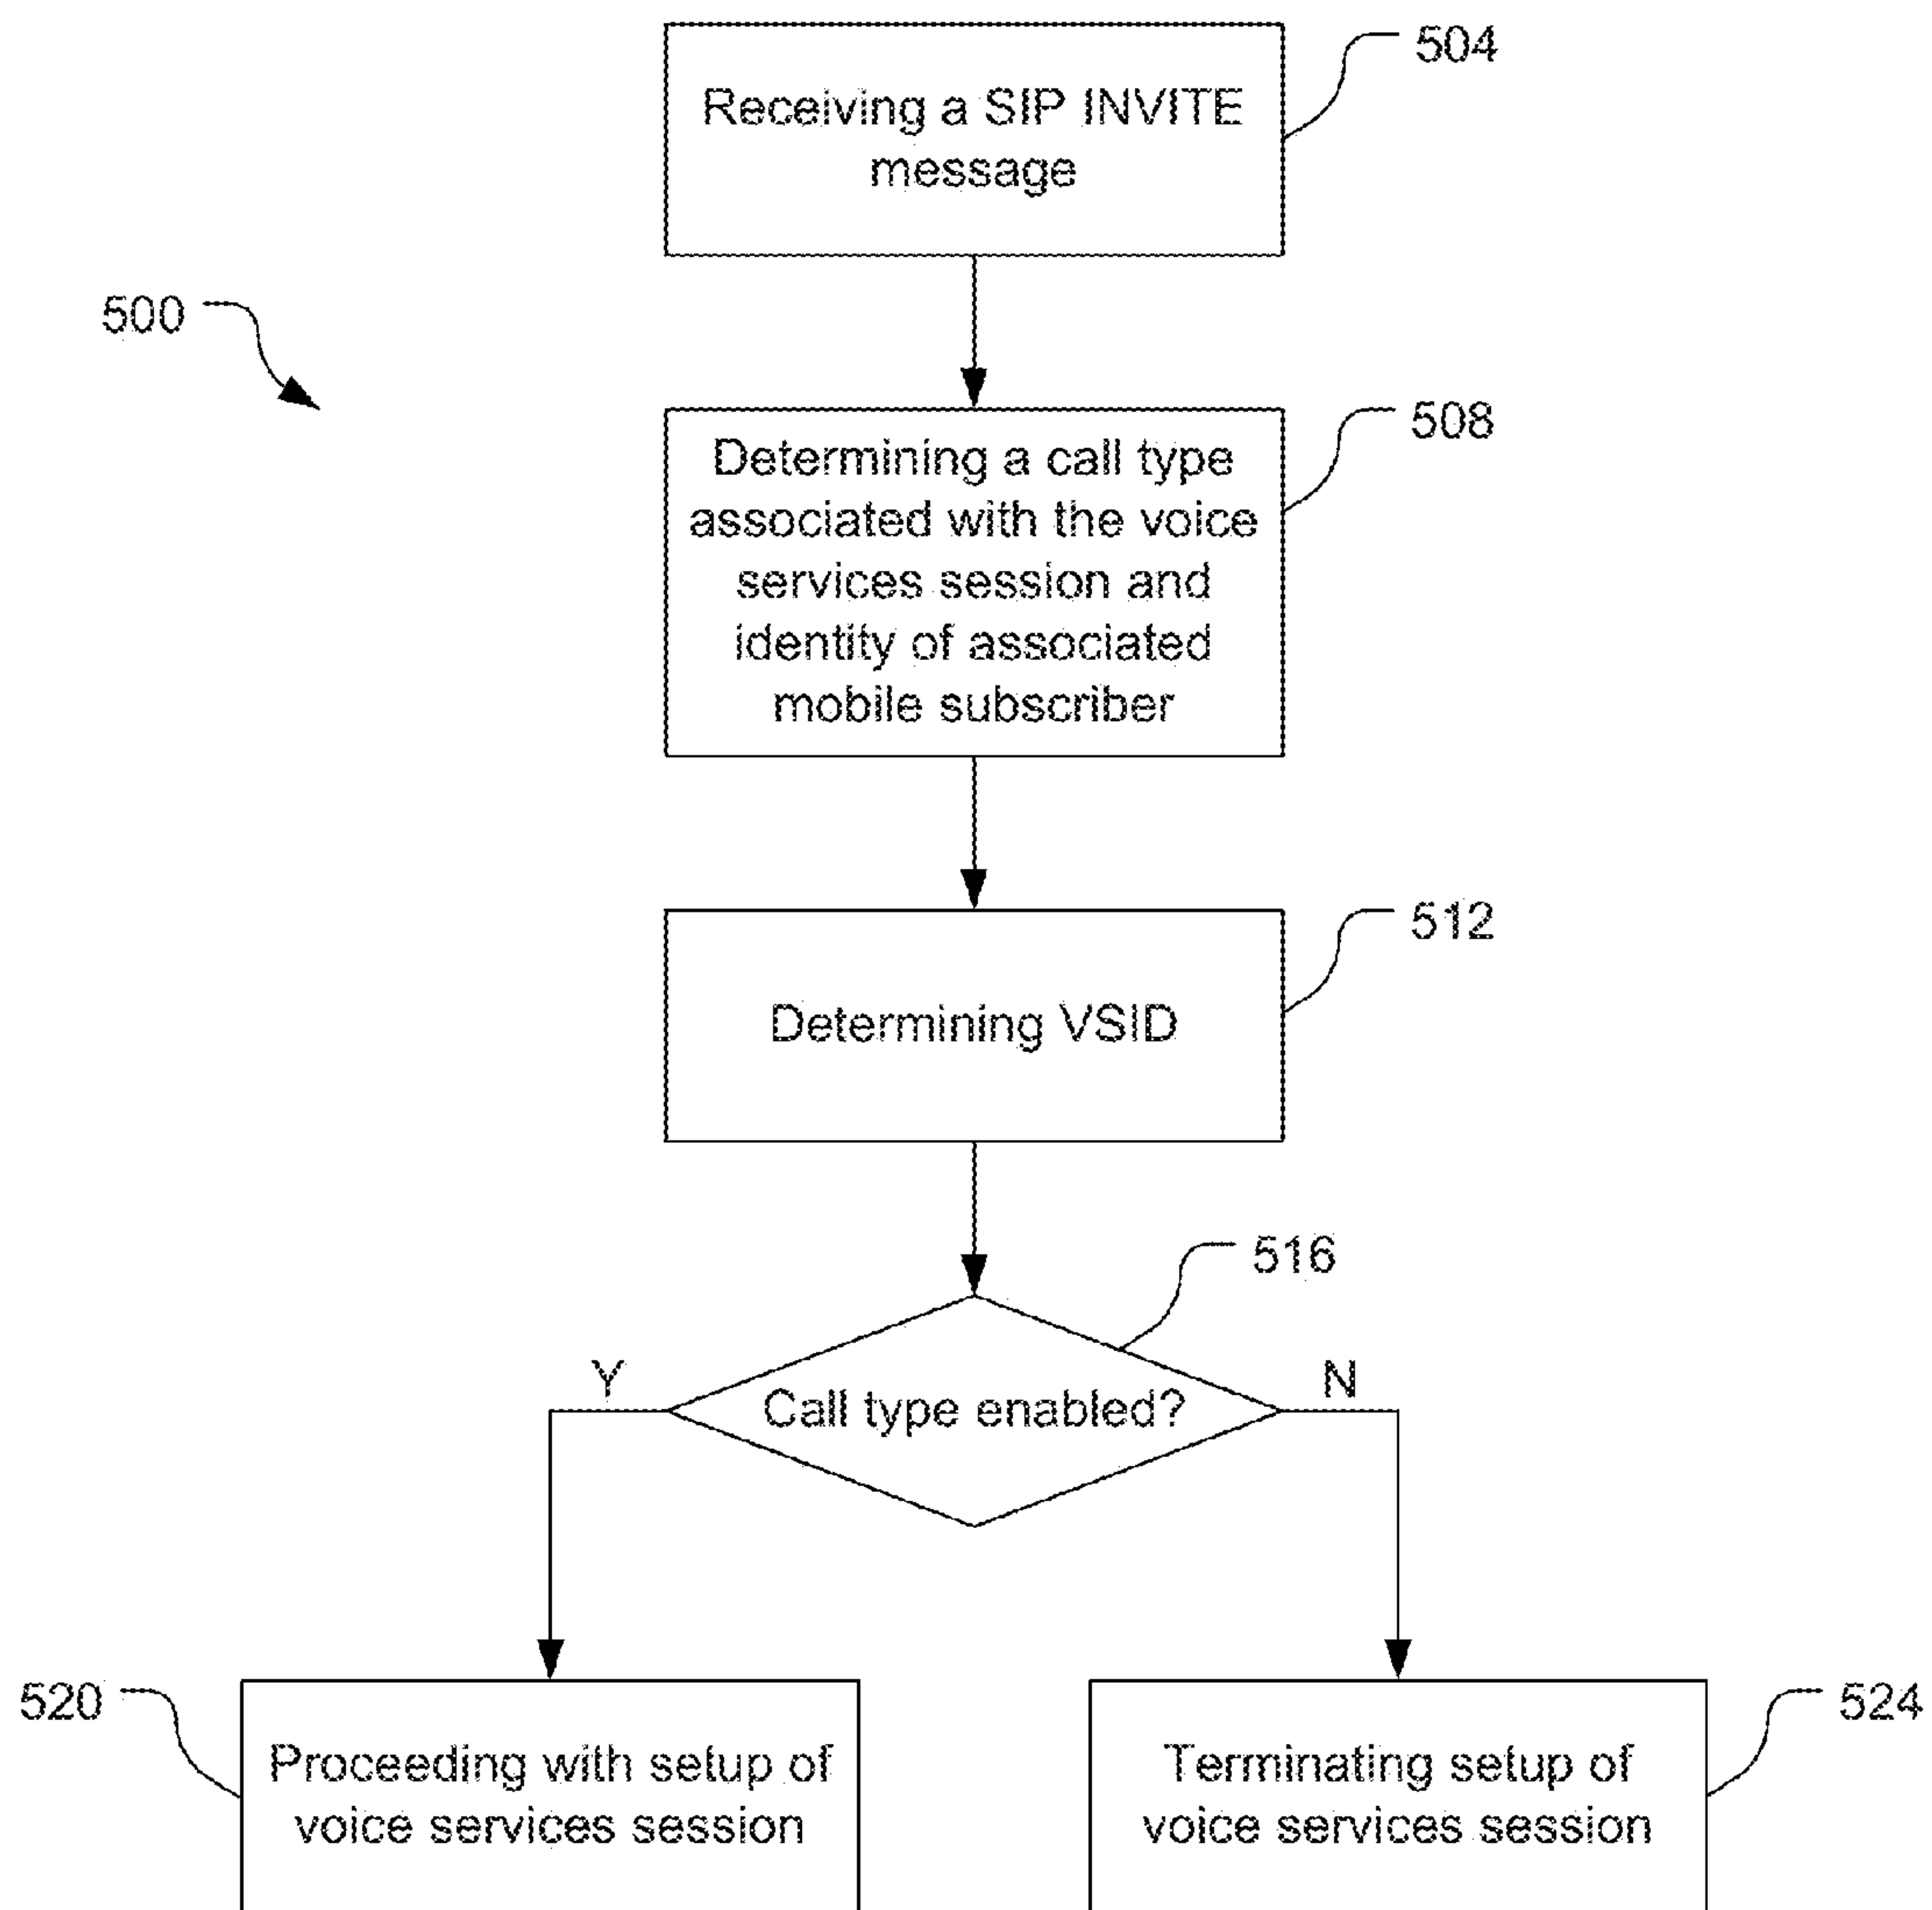 504
Receiving a SIP INVITE
message
500
508
Determining a call type
associated with the voice
services session and
identity of associated
mobile subscriber
512
Determining VSID
516
Y
N
Call type enabled?
520
524
Proceeding with setup of
voice services session
Terminating setup of
voice services session